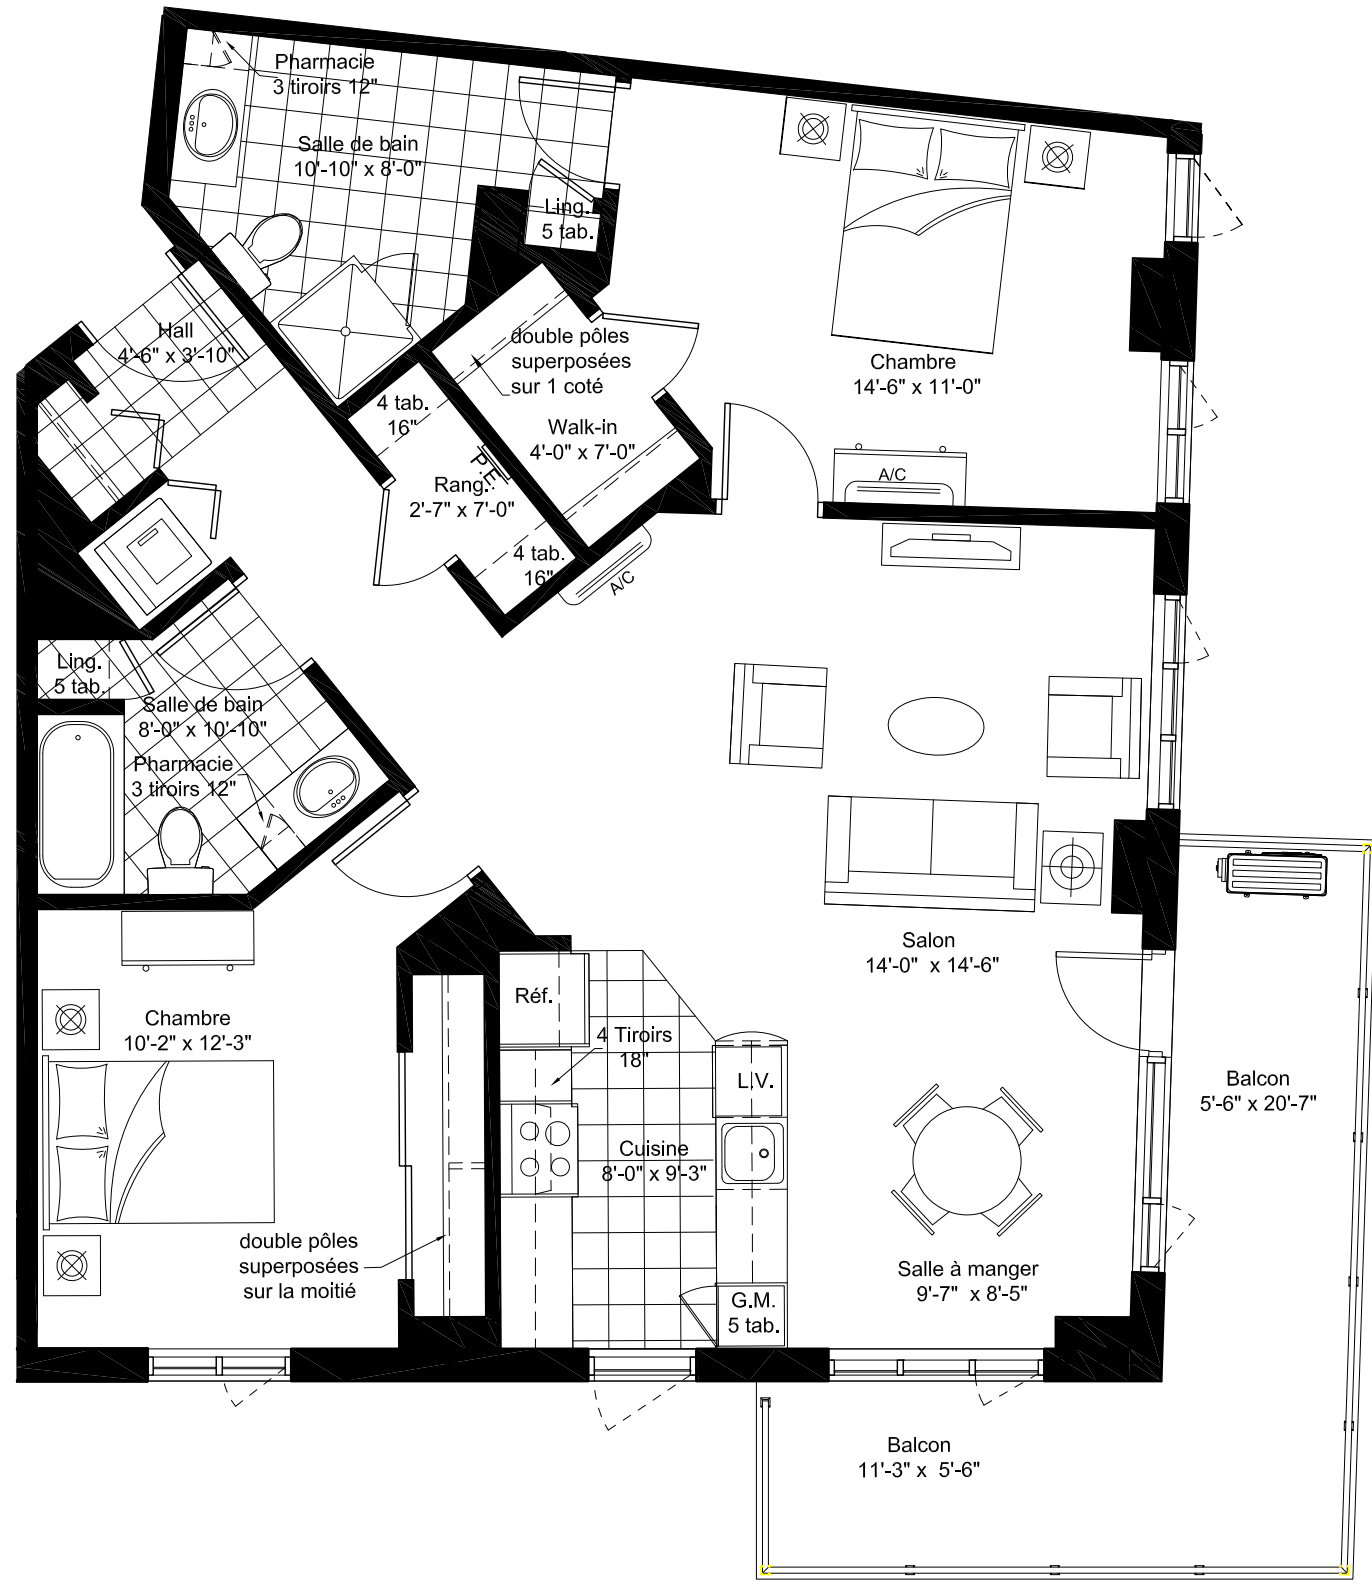 Pharmacie
3 tiroirs 12"
Salle de bain
10'-10" x 8'-0"
Ling.
5 tab.
Hall
4'-6" x 3'-10"
double pôles
superposées
sur 1 coté
Chambre
14'-6" x 11'-0"
4 tab.
16"
Walk-in
4'-0" x 7'-0"
P.E.
Rang.
2'-7" x 7'-0"
A/C
4 tab.
16"
A/C
Ling.
5 tab.
Salle de bain
8'-0" x 10'-10"
Pharmacie
3 tiroirs 12"
Salon
14'-0" x 14'-6"
Réf.
Chambre
10'-2" x 12'-3"
4 Tiroirs
18"
L.V.
Balcon
5'-6" x 20'-7"
Cuisine
8'-0" x 9'-3"
double pôles
superposées
sur la moitié
Salle à manger
9'-7" x 8'-5"
G.M.
5 tab.
Balcon
11'-3" x 5'-6"